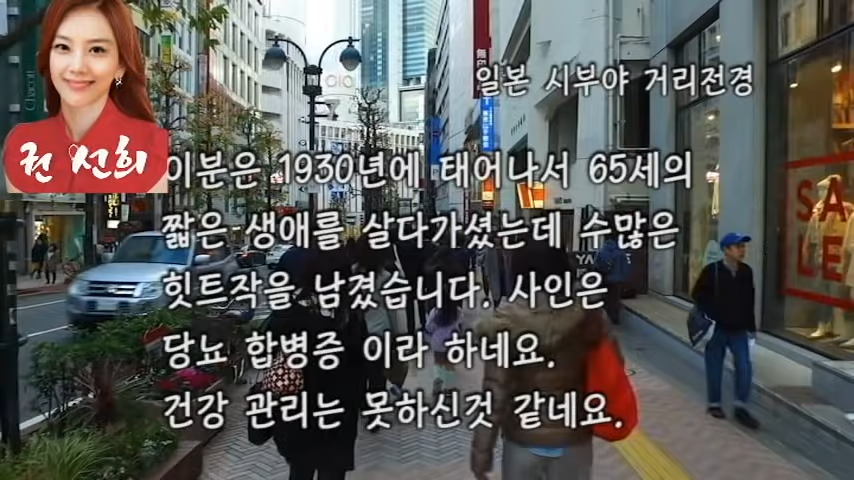 권 선희
일본 시부야 거리전경
이분은 1930년에 태어나서 65세의
짧은 생애를 살다가셨는데 수많은
힛트작을 남겼습니다. 사인은
당뇨 합병증 이라 하네요.
건강 관리는 못하신것 같네요.
無印
SALE